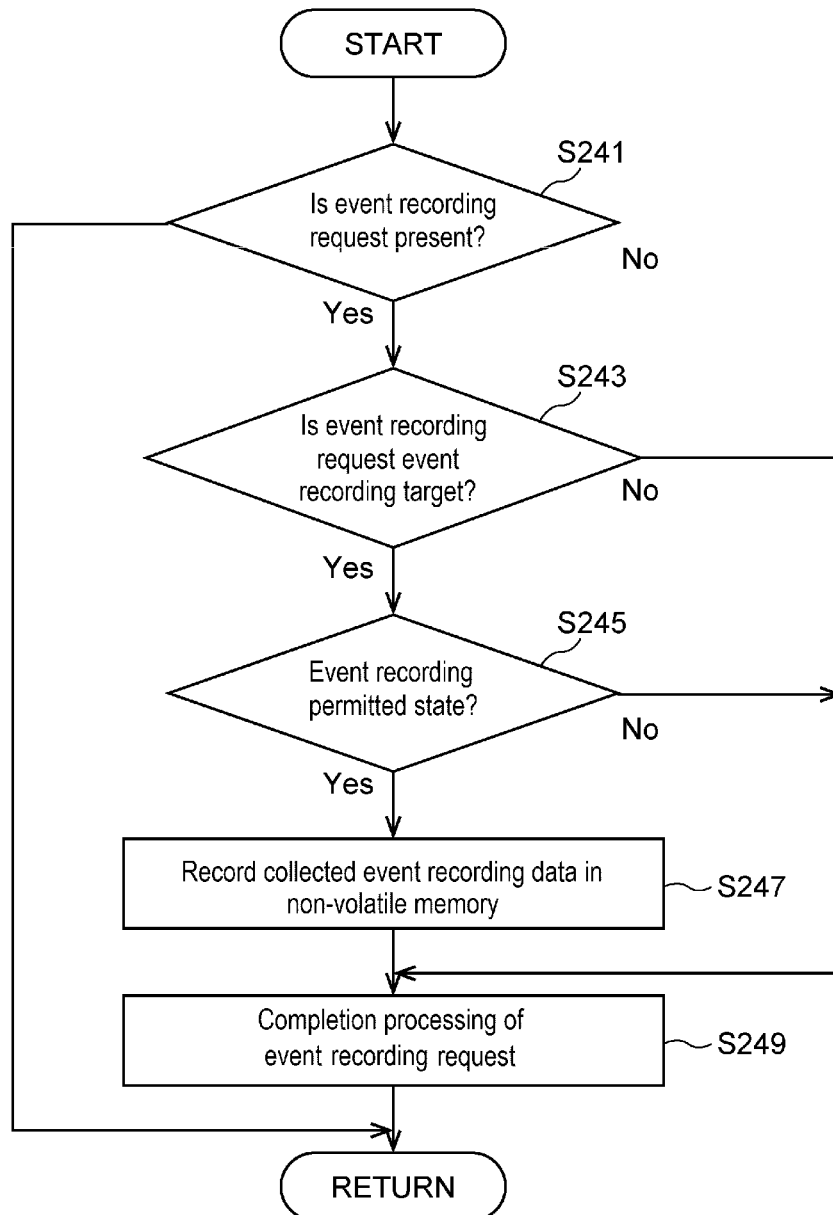 START
S241
Is event recording
request present?
No
Yes
S243
Is event recording
request event
recording target?
No
Yes
S245
Event recording
permitted state?
No
Yes
Record collected event recording data in
non-volatile memory
S247
Completion processing of
event recording request
S249
RETURN